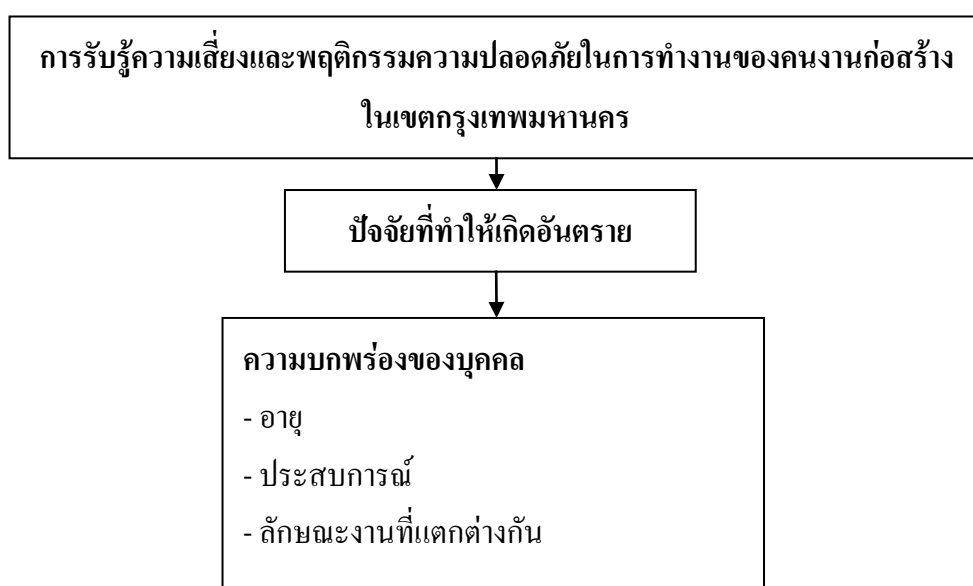 การรับรู้ความเสี่ยงและพฤติกรรมความปลอดภัยในการทำงานของคนงานก่อสร้าง
ในเขตกรุงเทพมหานคร
ปัจจัยที่ทำให้เกิดอันตราย
ความบกพร่องของบุคคล
- อายุ
- ประสบการณ์
- ลักษณะงานที่แตกต่างกัน